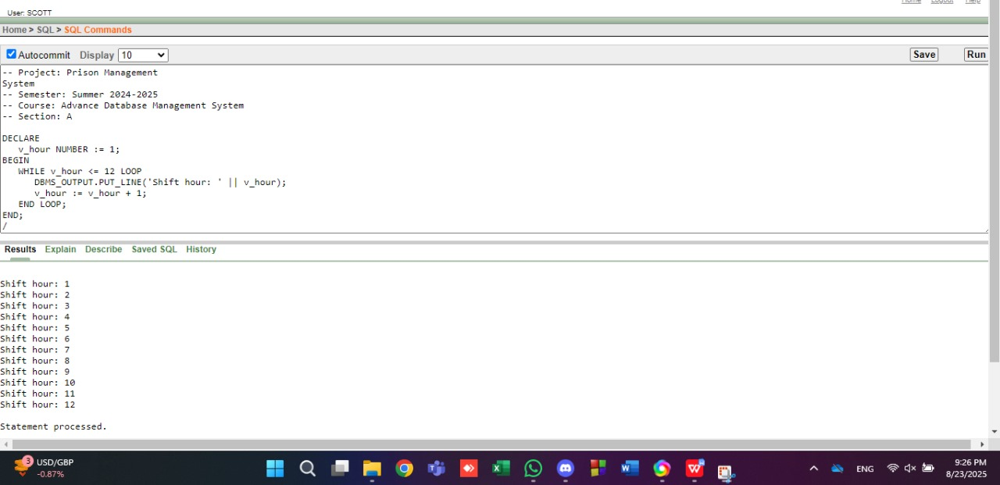 Home Logout Help
User: SCOTT
Home > SQL > SQL Commands
Autocommit Display 10 Save Run
-- Project: Prison Management
System
-- Semester: Summer 2024-2025
-- Course: Advance Database Management System
-- Section: A
DECLARE
v_hour NUMBER := 1;
BEGIN
WHILE v_hour <= 12 LOOP
DBMS_OUTPUT.PUT_LINE('Shift hour: ' || v_hour);
v_hour := v_hour + 1;
END LOOP;
END;
/
Results Explain Describe Saved SQL History
Shift hour: 1
Shift hour: 2
Shift hour: 3
Shift hour: 4
Shift hour: 5
Shift hour: 6
Shift hour: 7
Shift hour: 8
Shift hour: 9
Shift hour: 10
Shift hour: 11
Shift hour: 12
Statement processed.
3 USD/GBP
-0.87%
ENG
9:26 PM
8/23/2025